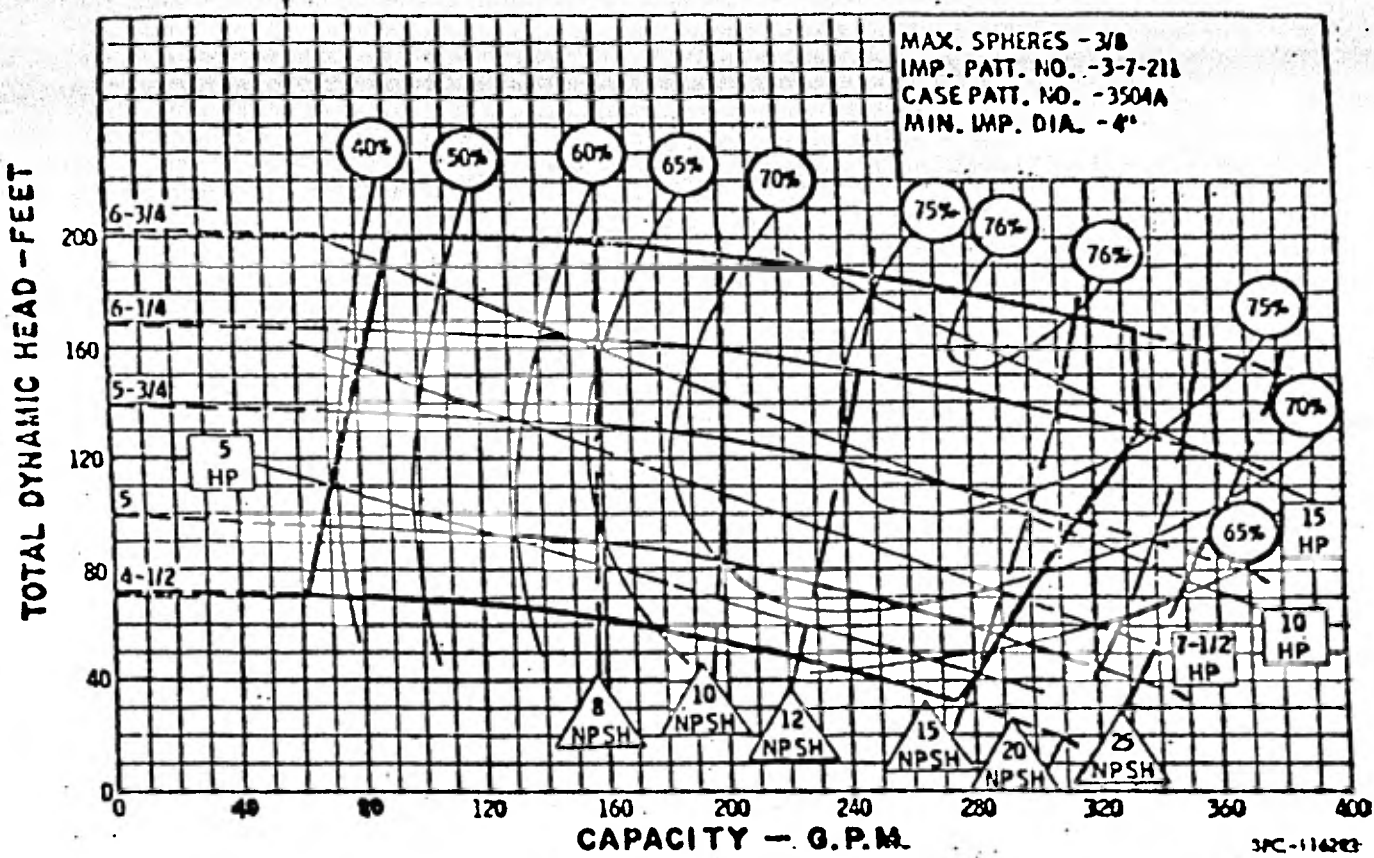 MAX. SPHERES - 3/8
IMP. PATT. NO. - 3-7-211
CASE PATT. NO. - 3504A
MIN. IMP. DIA. - 4"
40%
50%
60%
65%
70%
75%
76%
76%
75%
70%
65%
TOTAL DYNAMIC HEAD - FEET
6-3/4
6-1/4
5-3/4
5
4-1/2
200
160
120
80
40
0
5
HP
15
HP
10
HP
7-1/2
HP
8
NPSH
10
NPSH
12
NPSH
15
NPSH
20
NPSH
25
NPSH
0 40 80 120 160 200 240 280 320 360 400
CAPACITY — G.P.M.